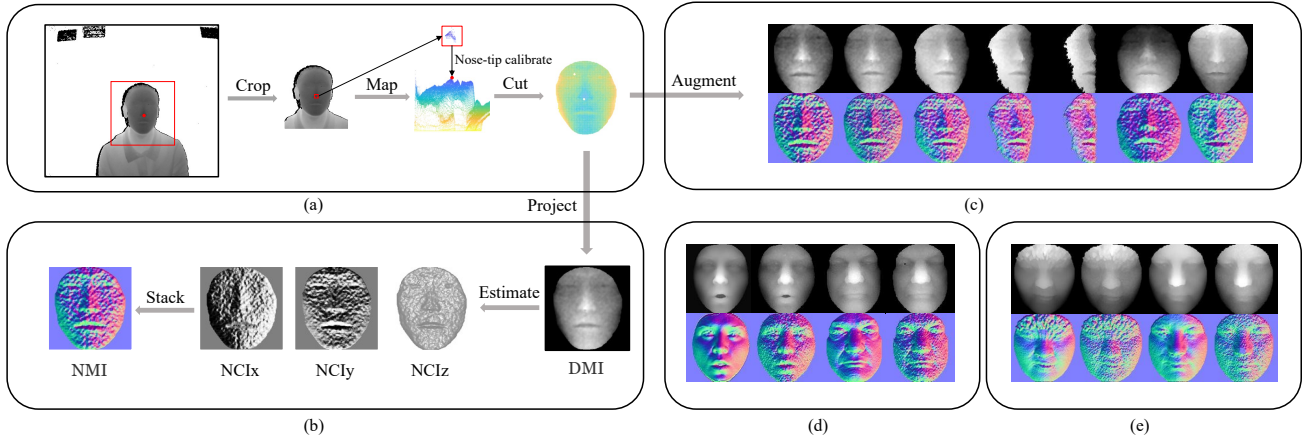 Crop
Map
Nose-tip calibrate
Cut
Augment
(a)
(c)
Project
Stack
Estimate
NMI
NCIx
NCIy
NCIz
DMI
(b)
(d)
(e)